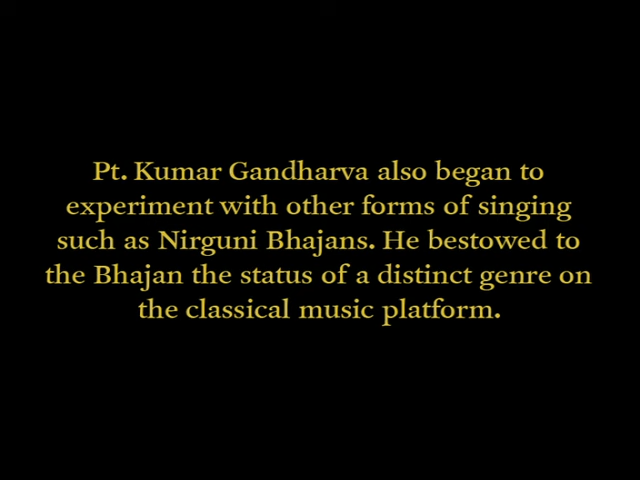 Pt. Kumar Gandharva also began to
experiment with other forms of singing
such as Nirguni Bhajans. He bestowed to
the Bhajan the status of a distinct genre on
the classical music platform.